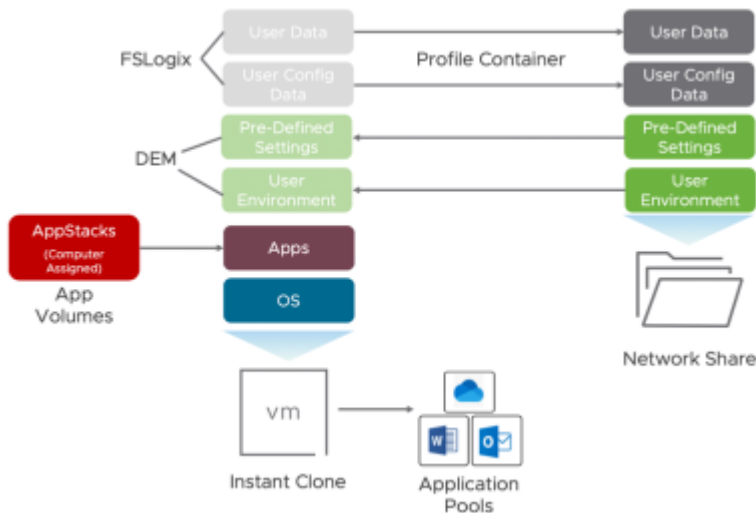 User Data
User Data
FSLogix
Profile Container
User Config
Data
User Config
Data
Pre-Defined
Settings
Pre-Defined
Settings
DEM
User
Environment
User
Environment
AppStacks
(Computer
Assigned)
Apps
App
Volumes
OS
Network Share
vm
W
O
Instant Clone
Application
Pools